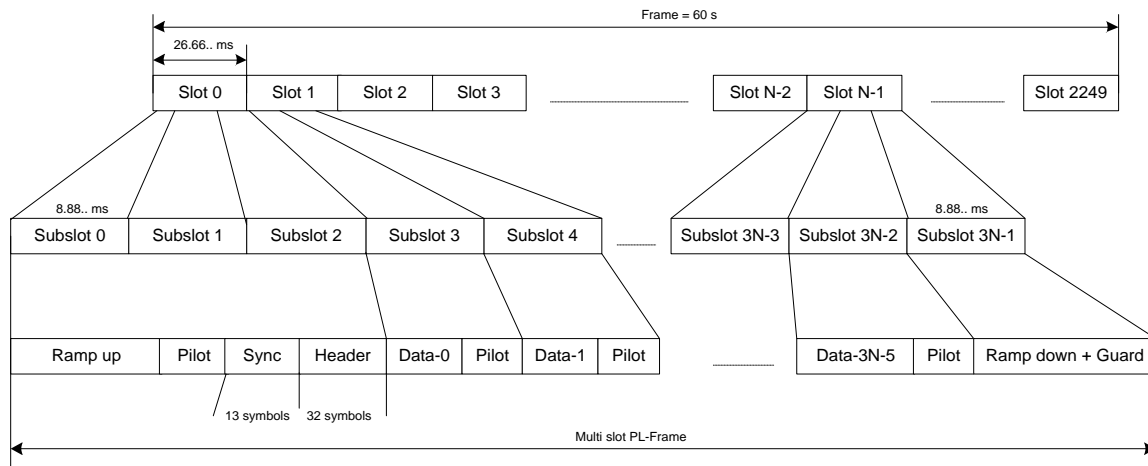 Frame = 60 s
26.66.. ms
Slot 0 Slot 1 Slot 2 Slot 3 Slot N-2 Slot N-1 Slot 2249
8.88.. ms 8.88.. ms
Subslot 0 Subslot 1 Subslot 2 Subslot 3 Subslot 4 Subslot 3N-3 Subslot 3N-2 Subslot 3N-1
Ramp up Pilot Sync Header Data-0 Pilot Data-1 Pilot Data-3N-5 Pilot Ramp down + Guard
13 symbols 32 symbols
Multi slot PL-Frame